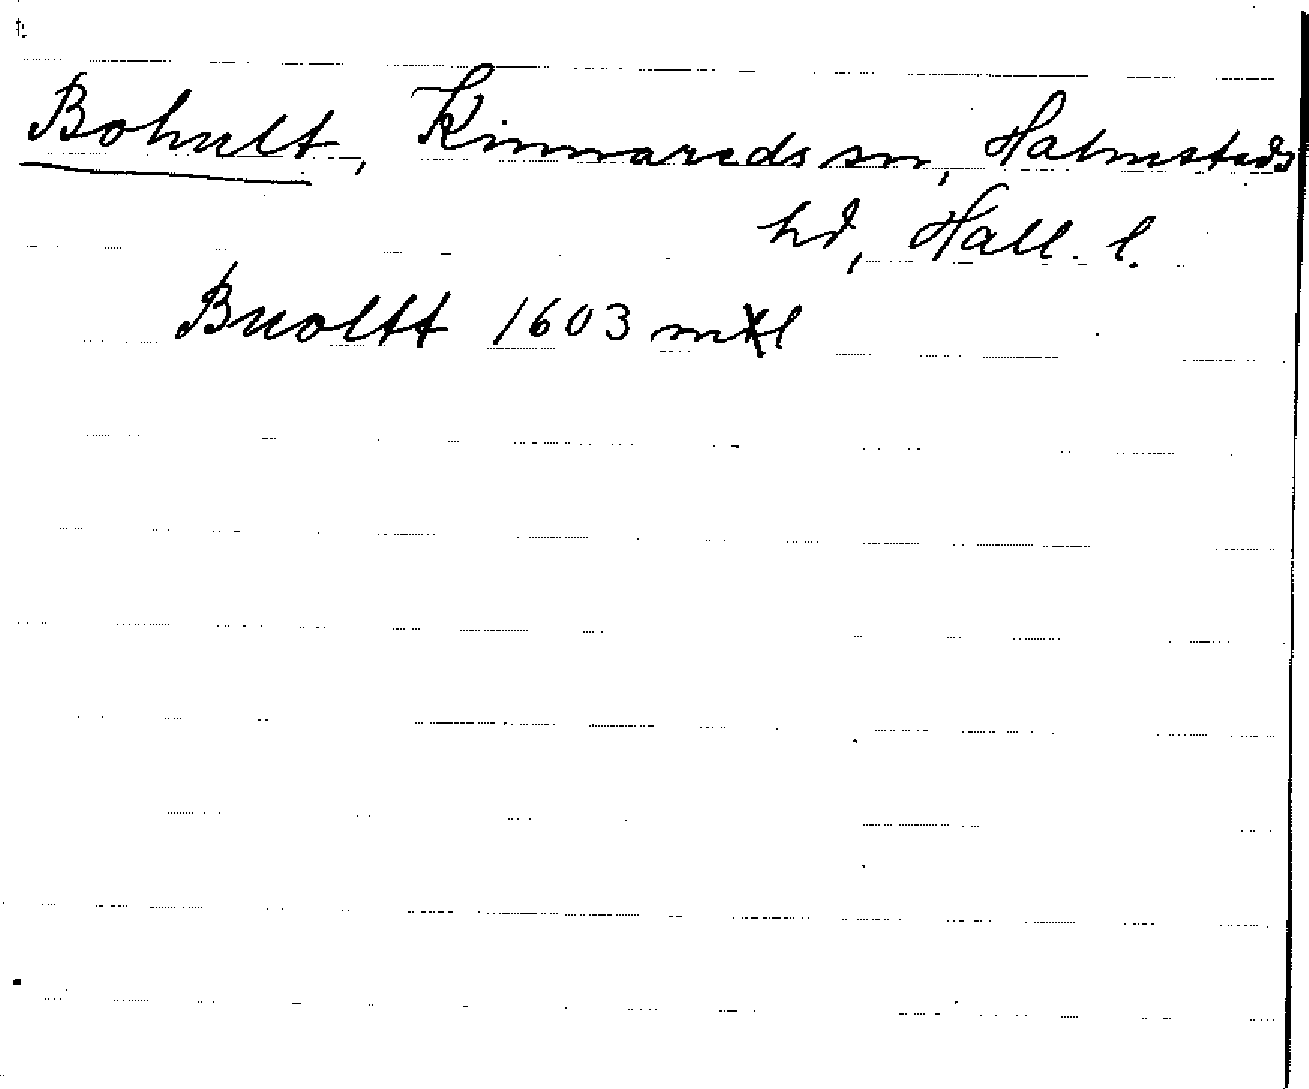 Bohult, Kinnareds sn, Halmstads
hd, Hall. l.
Buoltt 1603 mtl